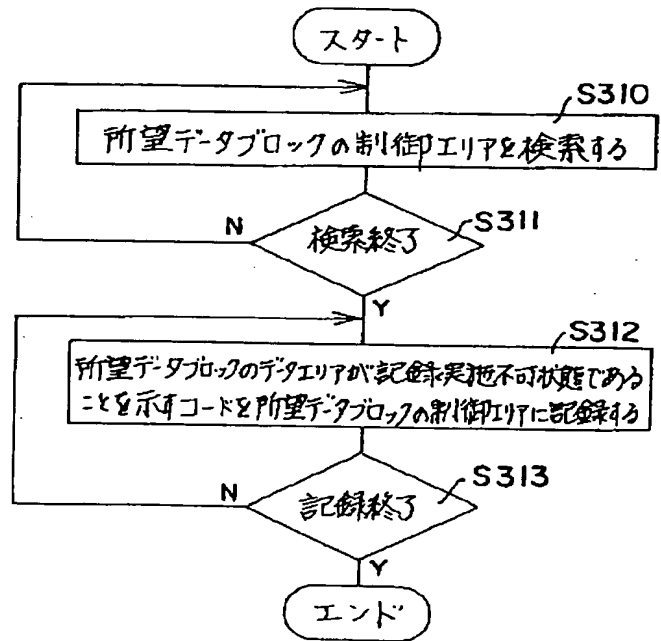 スタート
S310
所望データブロックの制御エリアを検索する
N
検索終了
S311
Y
S312
所望データブロックのデータエリアが記録実施不可状態である
ことを示すコードを所望データブロックの制御エリアに記録する
N
記録終了
S313
Y
エンド